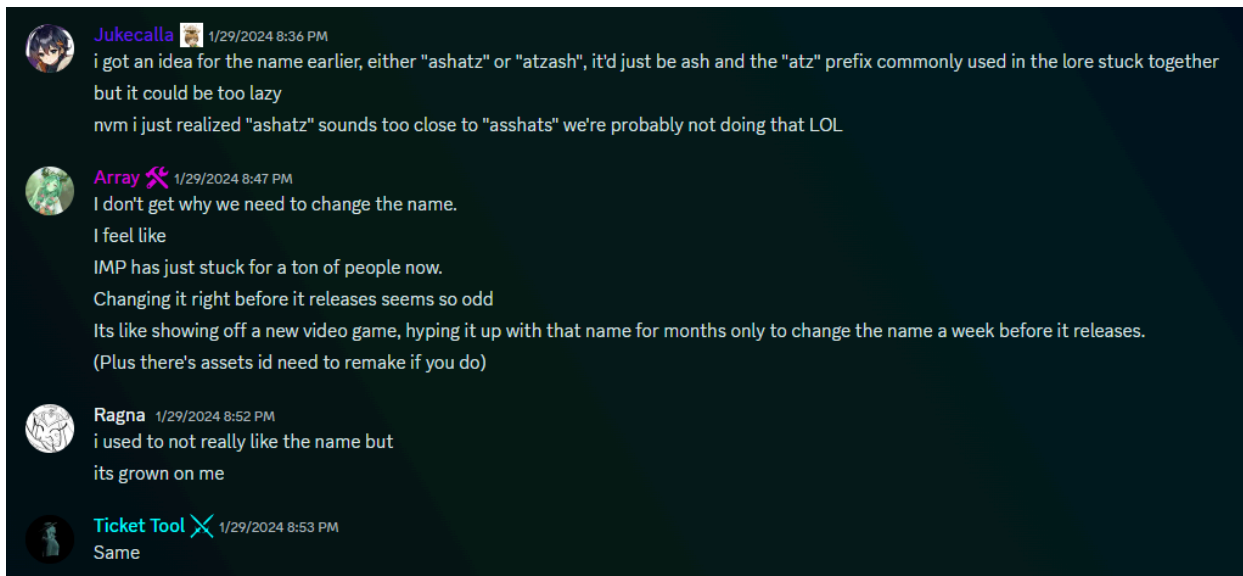 Jukecalla 1/29/2024 8:36 PM
i got an idea for the name earlier, either "ashatz" or "atzash", it'd just be ash and the "atz" prefix commonly used in the lore stuck together
but it could be too lazy
nvm i just realized "ashatz" sounds too close to "asshats" we're probably not doing that LOL
Array 1/29/2024 8:47 PM
I don't get why we need to change the name.
I feel like
IMP has just stuck for a ton of people now.
Changing it right before it releases seems so odd
Its like showing off a new video game, hyping it up with that name for months only to change the name a week before it releases.
(Plus there's assets id need to remake if you do)
Ragna 1/29/2024 8:52 PM
i used to not really like the name but
its grown on me
Ticket Tool 1/29/2024 8:53 PM
Same